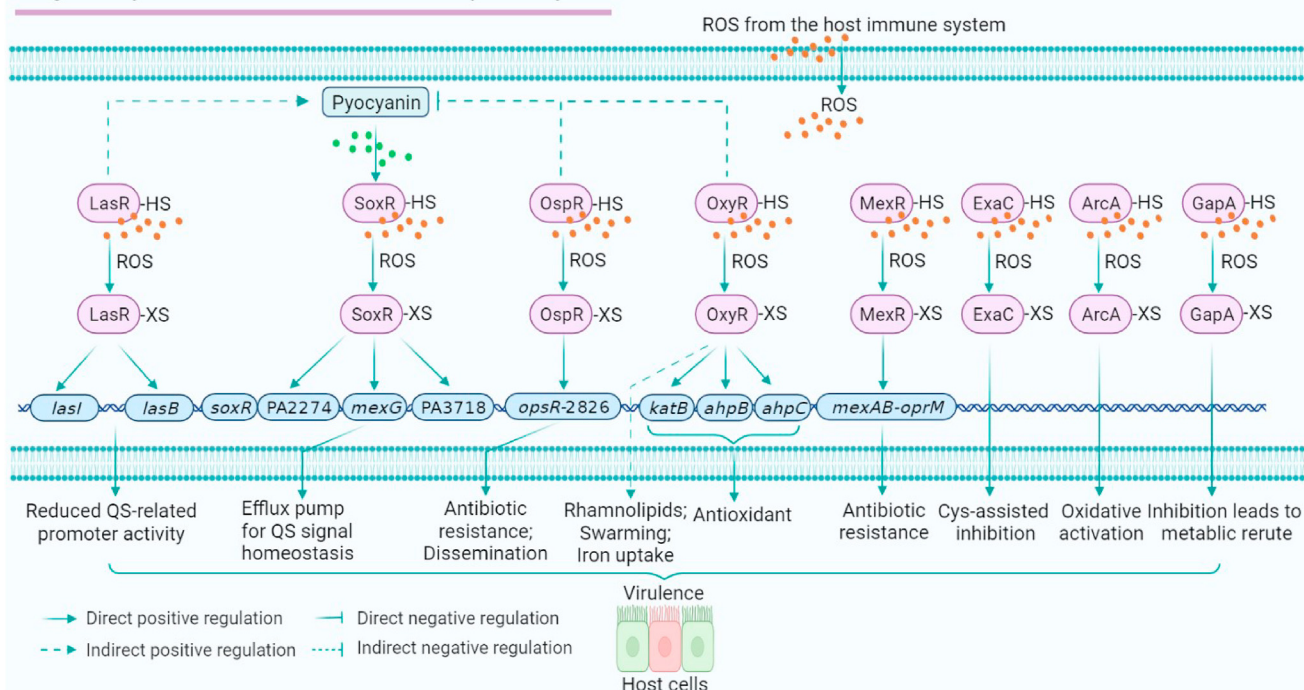 ROS from the host immune system
Pyocyanin
ROS
LasR-HS
SoxR-HS
OspR-HS
OxyR-HS
MexR-HS
ExaC-HS
ArcA-HS
GapA-HS
ROS
ROS
ROS
ROS
ROS
ROS
ROS
ROS
LasR-XS
SoxR-XS
OspR-XS
OxyR-XS
MexR-XS
ExaC-XS
ArcA-XS
GapA-XS
lasI
lasB
soxR
PA2274
mexG
PA3718
opsR-2826
katB
ahpB
ahpC
mexAB-oprM
Reduced QS-related
promoter activity
Efflux pump
for QS signal
homeostasis
Antibiotic
resistance;
Dissemination
Rhamnolipids;
Swarming;
Iron uptake
Antioxidant
Antibiotic
resistance
Cys-assisted
inhibition
Oxidative
activation
Inhibition leads to
metablic rerute
Virulence
Direct positive regulation
Direct negative regulation
Indirect positive regulation
Indirect negative regulation
Host cells